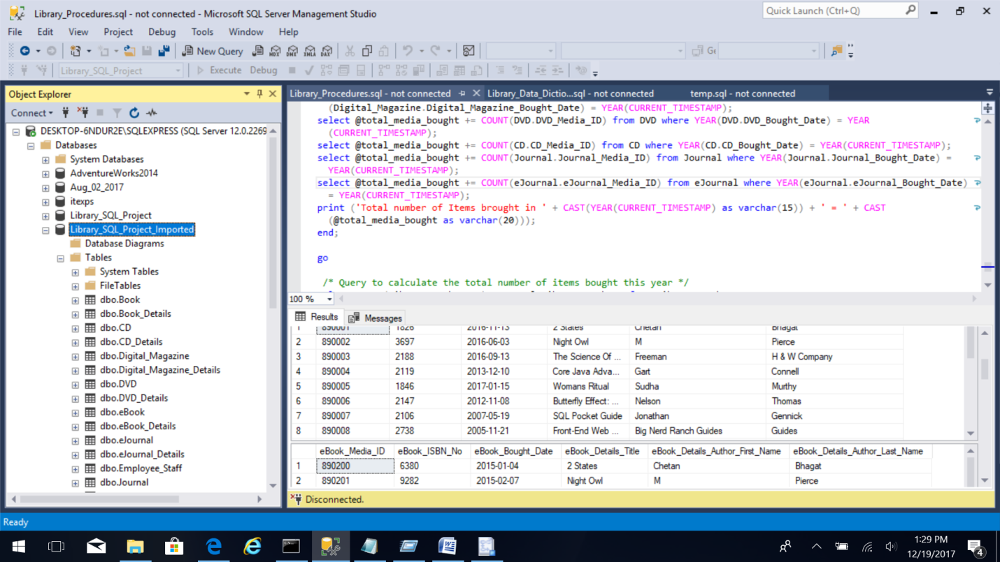 Library_Procedures.sql - not connected - Microsoft SQL Server Management Studio
Quick Launch (Ctrl+Q)
File Edit View Project Debug Tools Window Help
New Query MDX DMX XMLA DAX
Library_SQL_Project Execute Debug
Object Explorer
Connect
DESKTOP-6NDUR2E\SQLEXPRESS (SQL Server 12.0.2269
Databases
System Databases
AdventureWorks2014
Aug_02_2017
itexps
Library_SQL_Project
Library_SQL_Project_Imported
Database Diagrams
Tables
System Tables
FileTables
dbo.Book
dbo.Book_Details
dbo.CD
dbo.CD_Details
dbo.Digital_Magazine
dbo.Digital_Magazine_Details
dbo.DVD
dbo.DVD_Details
dbo.eBook
dbo.eBook_Details
dbo.eJournal
dbo.eJournal_Details
dbo.Employee_Staff
dbo.Journal
Library_Procedures.sql - not connected Library_Data_Dictio...sql - not connected temp.sql - not connected
(Digital_Magazine.Digital_Magazine_Bought_Date) = YEAR(CURRENT_TIMESTAMP);
select @total_media_bought += COUNT(DVD.DVD_Media_ID) from DVD where YEAR(DVD.DVD_Bought_Date) = YEAR
(CURRENT_TIMESTAMP);
select @total_media_bought += COUNT(CD.CD_Media_ID) from CD where YEAR(CD.CD_Bought_Date) = YEAR(CURRENT_TIMESTAMP);
select @total_media_bought += COUNT(Journal.Journal_Media_ID) from Journal where YEAR(Journal.Journal_Bought_Date) =
YEAR(CURRENT_TIMESTAMP);
select @total_media_bought += COUNT(eJournal.eJournal_Media_ID) from eJournal where YEAR(eJournal.eJournal_Bought_Date)
= YEAR(CURRENT_TIMESTAMP);
print ('Total number of Items brought in ' + CAST(YEAR(CURRENT_TIMESTAMP) as varchar(15)) + ' = ' + CAST
(@total_media_bought as varchar(20)));
end;
go
/* Query to calculate the total number of items bought this year */
100 %
Results Messages
1 890001 1826 2016-11-13 2 States Chetan Bhagat
2 890002 3697 2016-06-03 Night Owl M Pierce
3 890003 2188 2016-09-13 The Science Of ... Freeman H & W Company
4 890004 2119 2013-12-10 Core Java Adva... Gart Connell
5 890005 1846 2017-01-15 Womans Ritual Sudha Murthy
6 890006 2147 2012-11-08 Butterfly Effect: ... Nelson Thomas
7 890007 2106 2007-05-19 SQL Pocket Guide Jonathan Gennick
8 890008 2738 2005-11-21 Front-End Web ... Big Nerd Ranch Guides Guides
eBook_Media_ID eBook_ISBN_No eBook_Bought_Date eBook_Details_Title eBook_Details_Author_First_Name eBook_Details_Author_Last_Name
1 890200 6380 2015-01-04 2 States Chetan Bhagat
2 890201 9282 2015-02-07 Night Owl M Pierce
Disconnected.
Ready
1:29 PM
12/19/2017
4